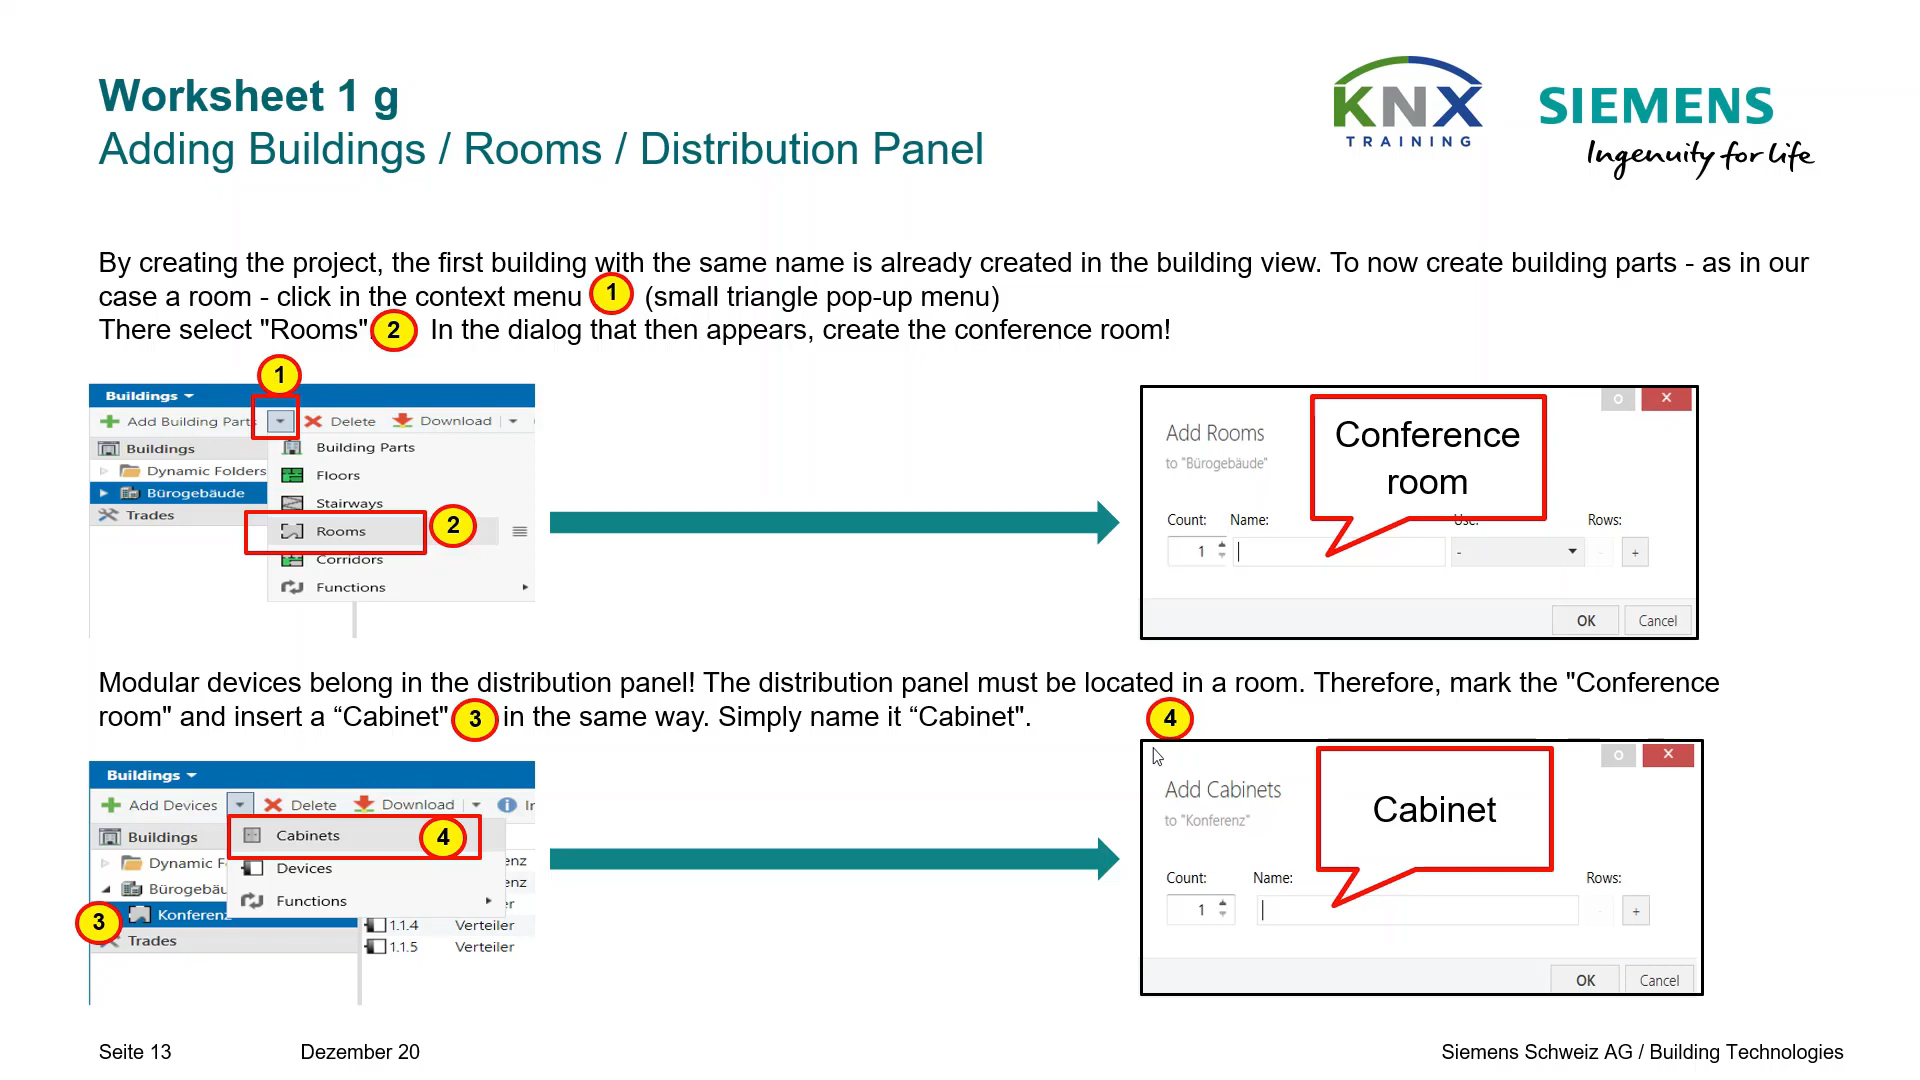 Worksheet 1 g
Adding Buildings / Rooms / Distribution Panel
KNX
TRAINING
SIEMENS
Ingenuity for life
By creating the project, the first building with the same name is already created in the building view. To now create building parts - as in our
case a room - click in the context menu 1 (small triangle pop-up menu)
There select "Rooms" 2 In the dialog that then appears, create the conference room!
1
Buildings
Add Building Parts Delete Download
Buildings
Building Parts
Dynamic Folders
Floors
Bürogebäude
Stairways
Trades
Rooms
2
Corridors
Functions
Add Rooms
to "Bürogebäude"
Conference
room
Count: Name: Use: Rooms:
1 - - +
OK Cancel
Modular devices belong in the distribution panel! The distribution panel must be located in a room. Therefore, mark the "Conference
room" and insert a “Cabinet" 3 in the same way. Simply name it “Cabinet".
4
Buildings
Add Devices Delete Download
Buildings
Cabinets
4
Dynamic F
Devices
enz
Bürogebäu
Functions
enz
3
Konferenz
er
1.1.4 Verteiler
Trades
1.1.5 Verteiler
Add Cabinets
to "Konferenz"
Cabinet
Count: Name: Rows:
1 - +
OK Cancel
Seite 13 Dezember 20 Siemens Schweiz AG / Building Technologies